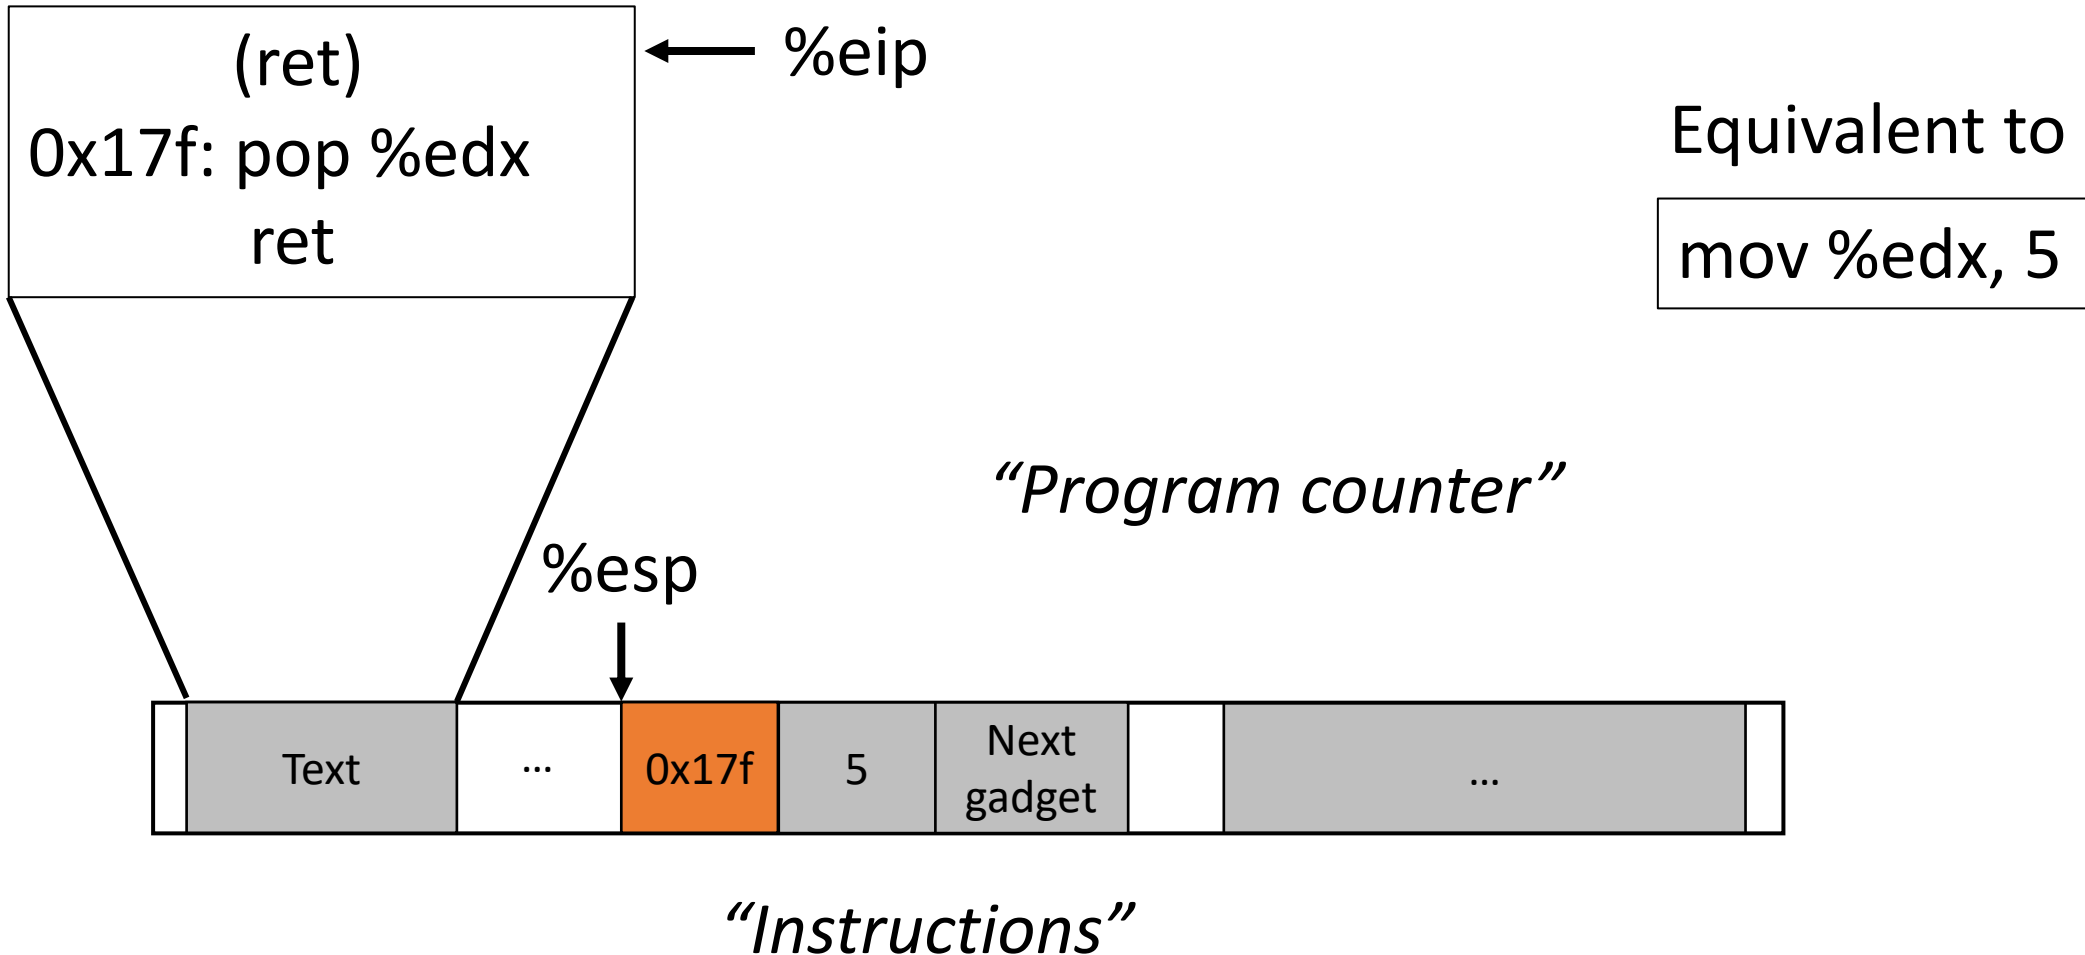 (ret)
0x17f: pop %edx
ret
%eip
Equivalent to
mov %edx, 5
“Program counter”
%esp
Text
...
0x17f
5
Next
gadget
...
“Instructions”